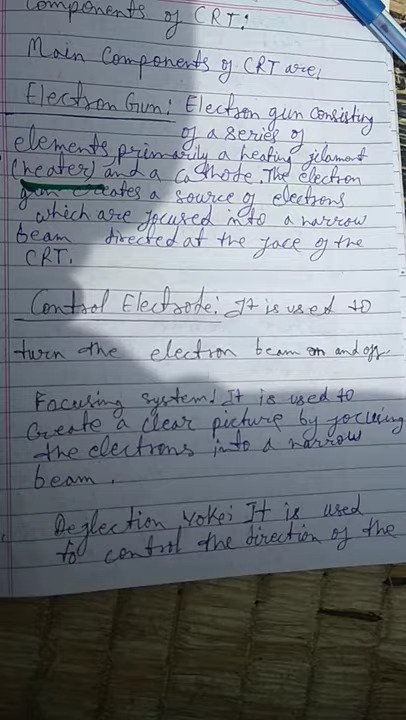 Components of CRT:
Main Components of CRT are,
Electron Gun: Electron gun consisting
of a series of
elements, primarily a heating filament
(heater) and a Cathode. The electron
gun creates a source of electrons
which are focused into a narrow
beam directed at the face of the
CRT.
Control Electrode: It is used to
turn the electron beam on and off.
Focusing system: It is used to
Create a clear picture by focusing
the electrons into a narrow
beam.
Deflection Yoke: It is used
to control the direction of the